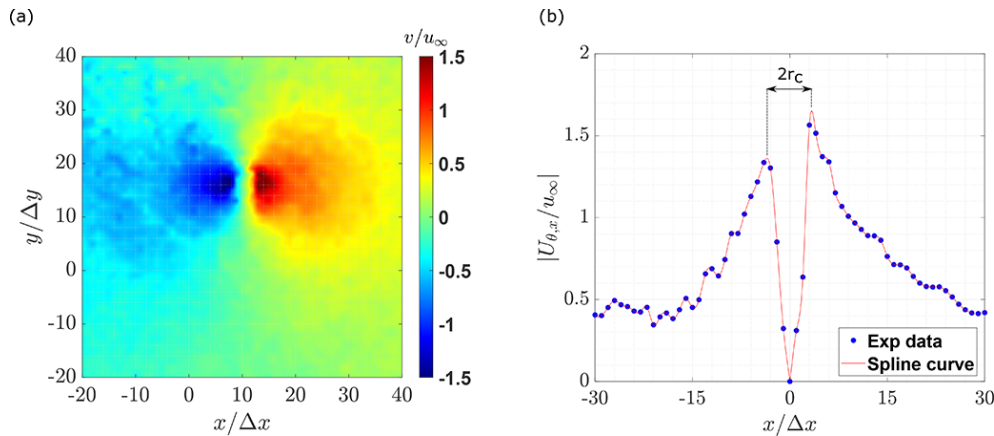 (a)
v/u∞
40
30
20
10
0
-10
-20
y/Δy
-20 -10 0 10 20 30 40
x/Δx
1.5
1
0.5
0
-0.5
-1
-1.5
(b)
2
1.5
1
0.5
0
|Uθ,x/u∞|
2rc
Exp data
Spline curve
-30 -15 0 15 30
x/Δx